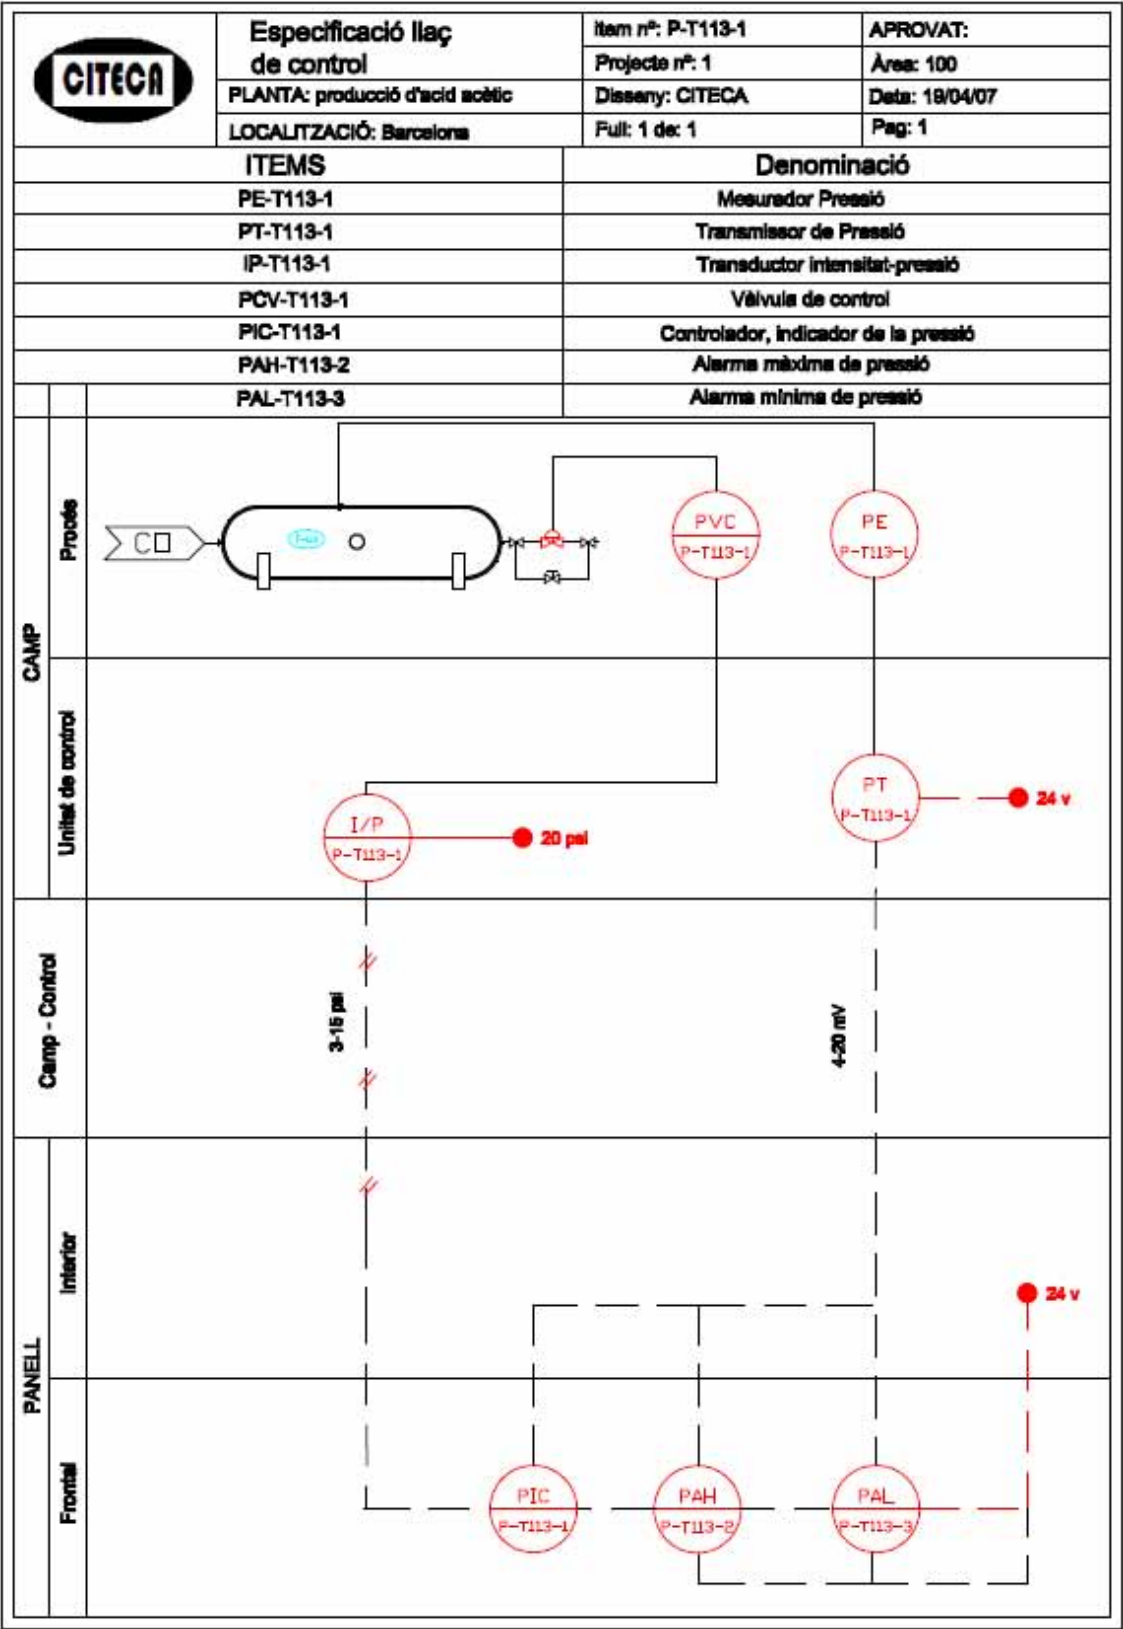 CITECA
Especificació llaç
de control
PLANTA: producció d'acid acètic
LOCALITZACIÓ: Barcelona
Item nº: P-T113-1
APROVAT:
Projecte nº: 1
Àrea: 100
Disseny: CITECA
Data: 19/04/07
Full: 1 de: 1
Pag: 1
ITEMS
Denominació
PE-T113-1
Mesurador Pressió
PT-T113-1
Transmissor de Pressió
IP-T113-1
Transductor intensitat-pressió
PCV-T113-1
Vàlvula de control
PIC-T113-1
Controlador, indicador de la pressió
PAH-T113-2
Alarma màxima de pressió
PAL-T113-3
Alarma mínima de pressió
CAMP
Procés
CO
PVC
P-T113-1
PE
P-T113-1
Unitat de control
PT
P-T113-1
24 v
I/P
P-T113-1
20 psi
Camp - Control
3-15 psi
4-20 mV
PANELL
Interior
24 v
Frontal
PIC
P-T113-1
PAH
P-T113-2
PAL
P-T113-3